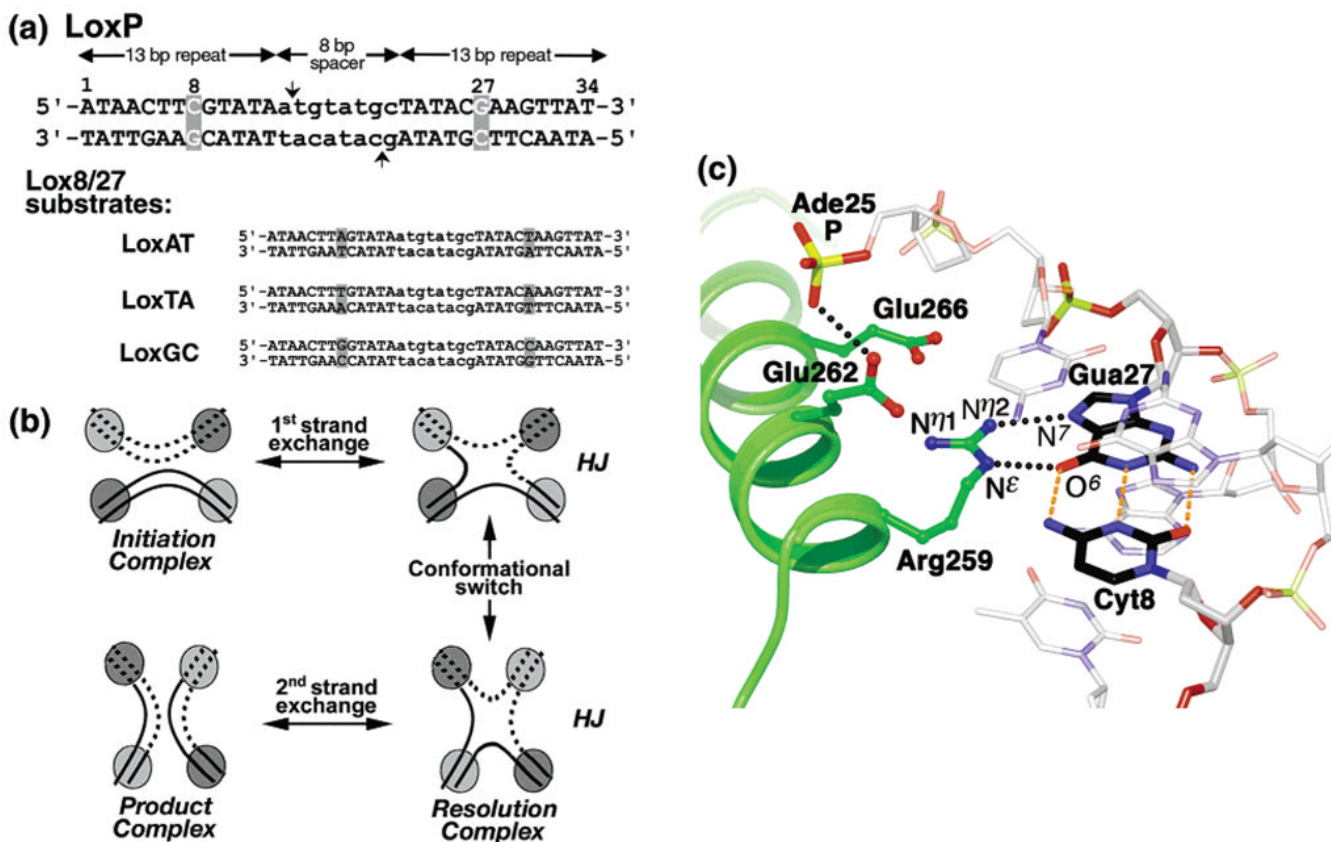 (a) LoxP
13 bp repeat 8 bp spacer 13 bp repeat
1 8 27 34
5'-ATAACTTCGTATAatgtatgcTATACGAAGTTAT-3'
3'-TATTGAAGCATATtacatacgATATGCTTCAATA-5'
Lox8/27
substrates:
LoxAT
5'-ATAACTTAGTATAatgtatgcTATACTAAGTTAT-3'
3'-TATTGAATCATATtacatacgATATGATTCAATA-5'
LoxTA
5'-ATAACTTTGTATAatgtatgcTATACAAAGTTAT-3'
3'-TATTGAAACATATtacatacgATATGTTTCAATA-5'
LoxGC
5'-ATAACTTGGTATAatgtatgcTATACCAAGTTAT-3'
3'-TATTGAACCATATtacatacgATATGGTTCAATA-5'
(b)
1st strand
exchange
HJ
Initiation
Complex
Conformational
switch
2nd strand
exchange
HJ
Product
Complex
Resolution
Complex
(c)
Ade25
P
Glu266
Glu262
Gua27
Nη1 Nη2
N7
Nε O6
Arg259
Cyt8